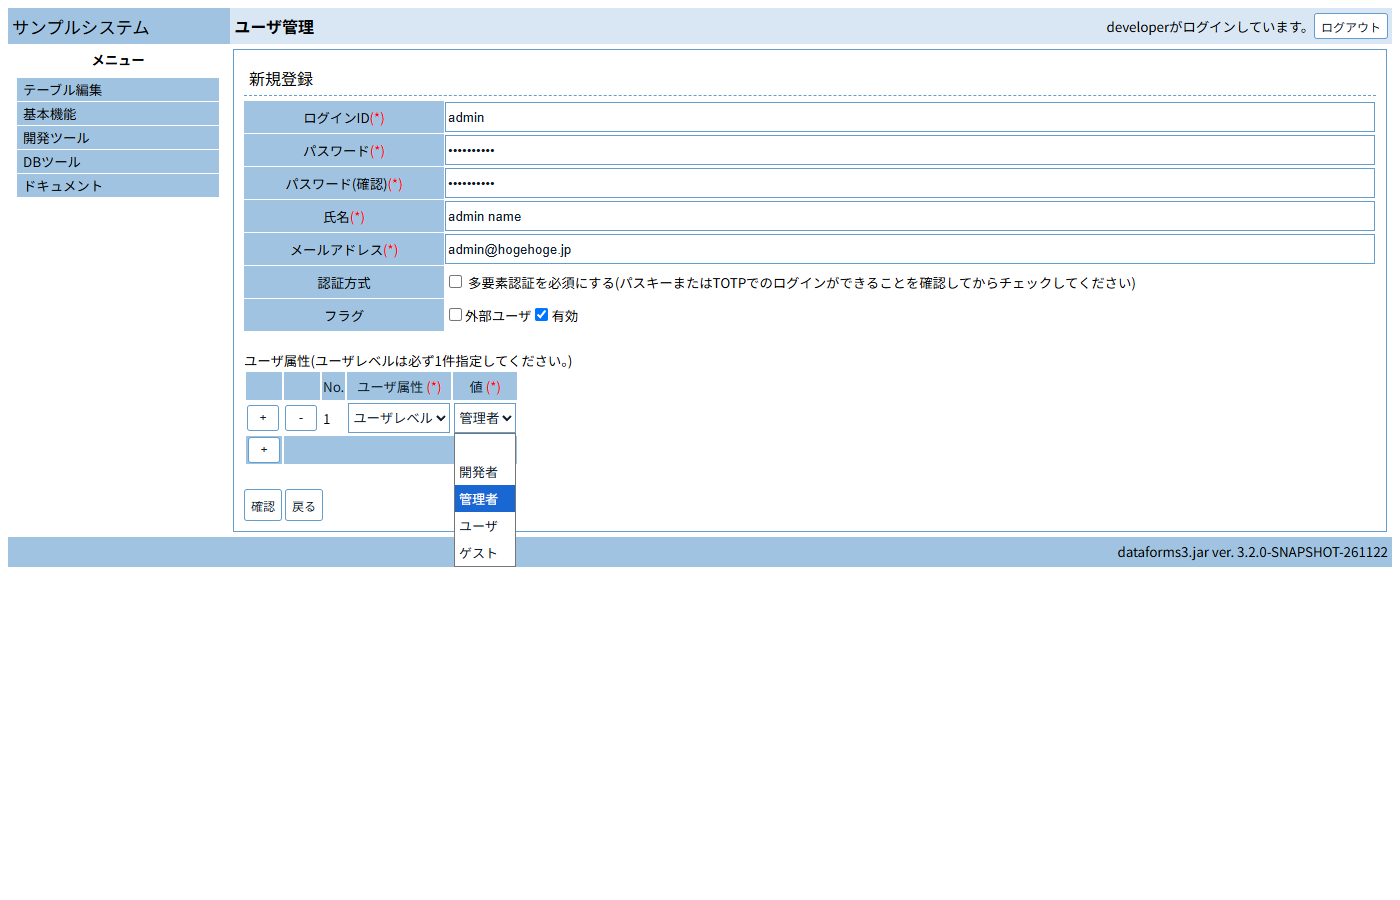 サンプルシステム
ユーザ管理
developerがログインしています。 ログアウト
メニュー
テーブル編集
基本機能
開発ツール
DBツール
ドキュメント
新規登録
ログインID(*) admin
パスワード(*) ••••••••••
パスワード(確認)(*) ••••••••••
氏名(*) admin name
メールアドレス(*) admin@hogehoge.jp
認証方式 多要素認証を必須にする(パスキーまたはTOTPでのログインができることを確認してからチェックしてください)
フラグ 外部ユーザ 有効
ユーザ属性(ユーザレベルは必ず1件指定してください。)
No. ユーザ属性 (*) 値 (*)
+ - 1 ユーザレベル 管理者
+
開発者
管理者
ユーザ
ゲスト
確認 戻る
dataforms3.jar ver. 3.2.0-SNAPSHOT-261122